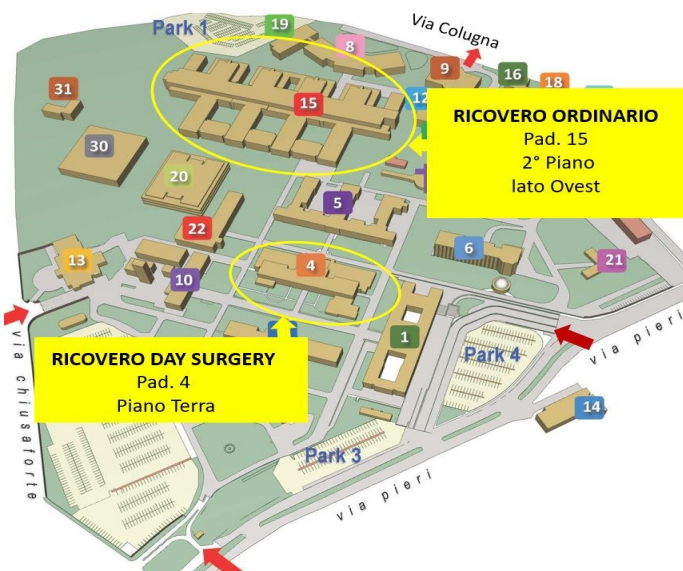 19
Park 1
8
Via Colugna
9
16
18
12
31
15
RICOVERO ORDINARIO
Pad. 15
2° Piano
lato Ovest
30
20
5
22
6
21
13
10
4
1
Park 4
via pieri
via chiusaforte
RICOVERO DAY SURGERY
Pad. 4
Piano Terra
14
Park 3
via pieri